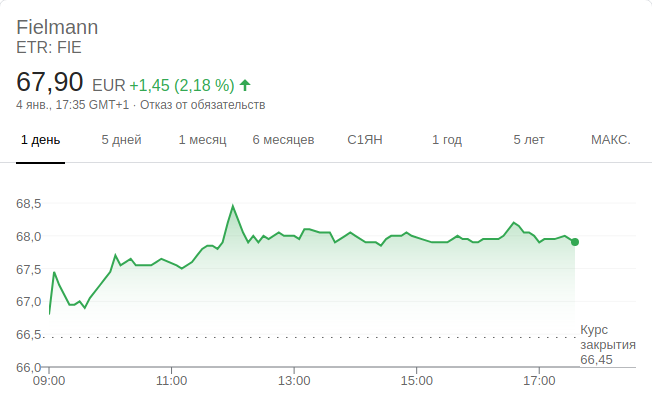 Fielmann
ETR: FIE
67,90 EUR +1,45 (2,18 %)
4 янв., 17:35 GMT+1 · Отказ от обязательств
1 день 5 дней 1 месяц 6 месяцев С1ЯН 1 год 5 лет МАКС.
68,5
68,0
67,5
67,0
66,5
66,0
Курс
закрытия
66,45
09:00 11:00 13:00 15:00 17:00